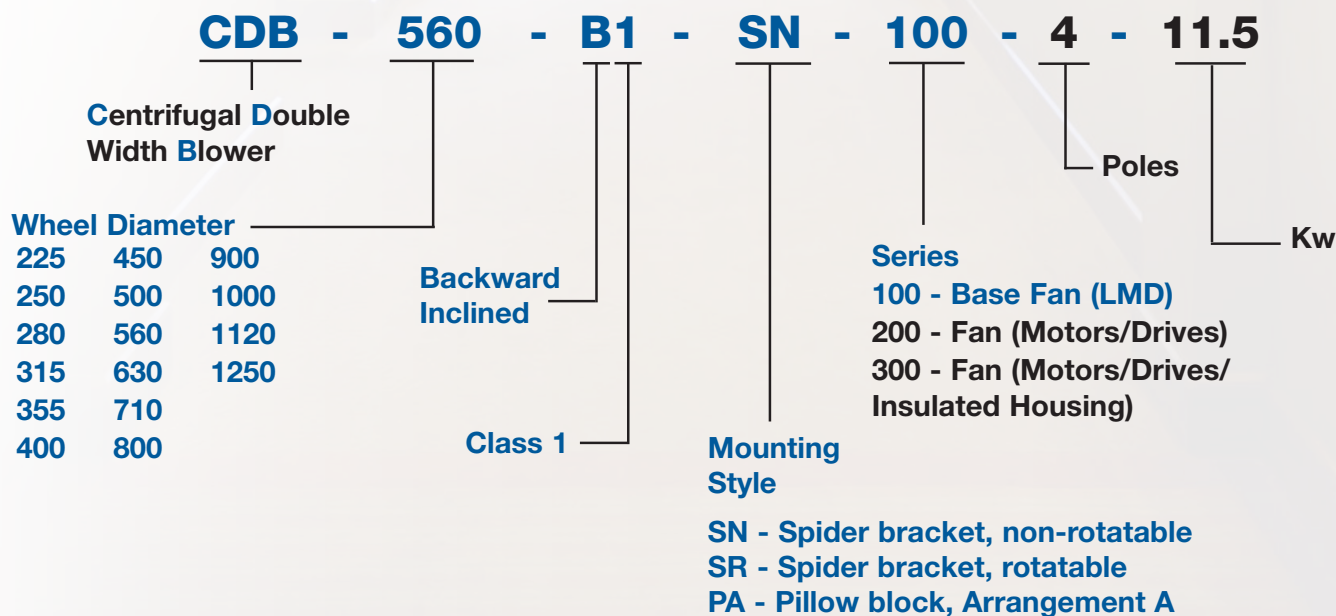 CDB - 560 - B1 - SN - 100 - 4 - 11.5
Centrifugal Double
Width Blower
Poles
Kw
Wheel Diameter
225 450 900
250 500 1000
280 560 1120
315 630 1250
355 710
400 800
Backward
Inclined
Class 1
Series
100 - Base Fan (LMD)
200 - Fan (Motors/Drives)
300 - Fan (Motors/Drives/
Insulated Housing)
Mounting
Style
SN - Spider bracket, non-rotatable
SR - Spider bracket, rotatable
PA - Pillow block, Arrangement A